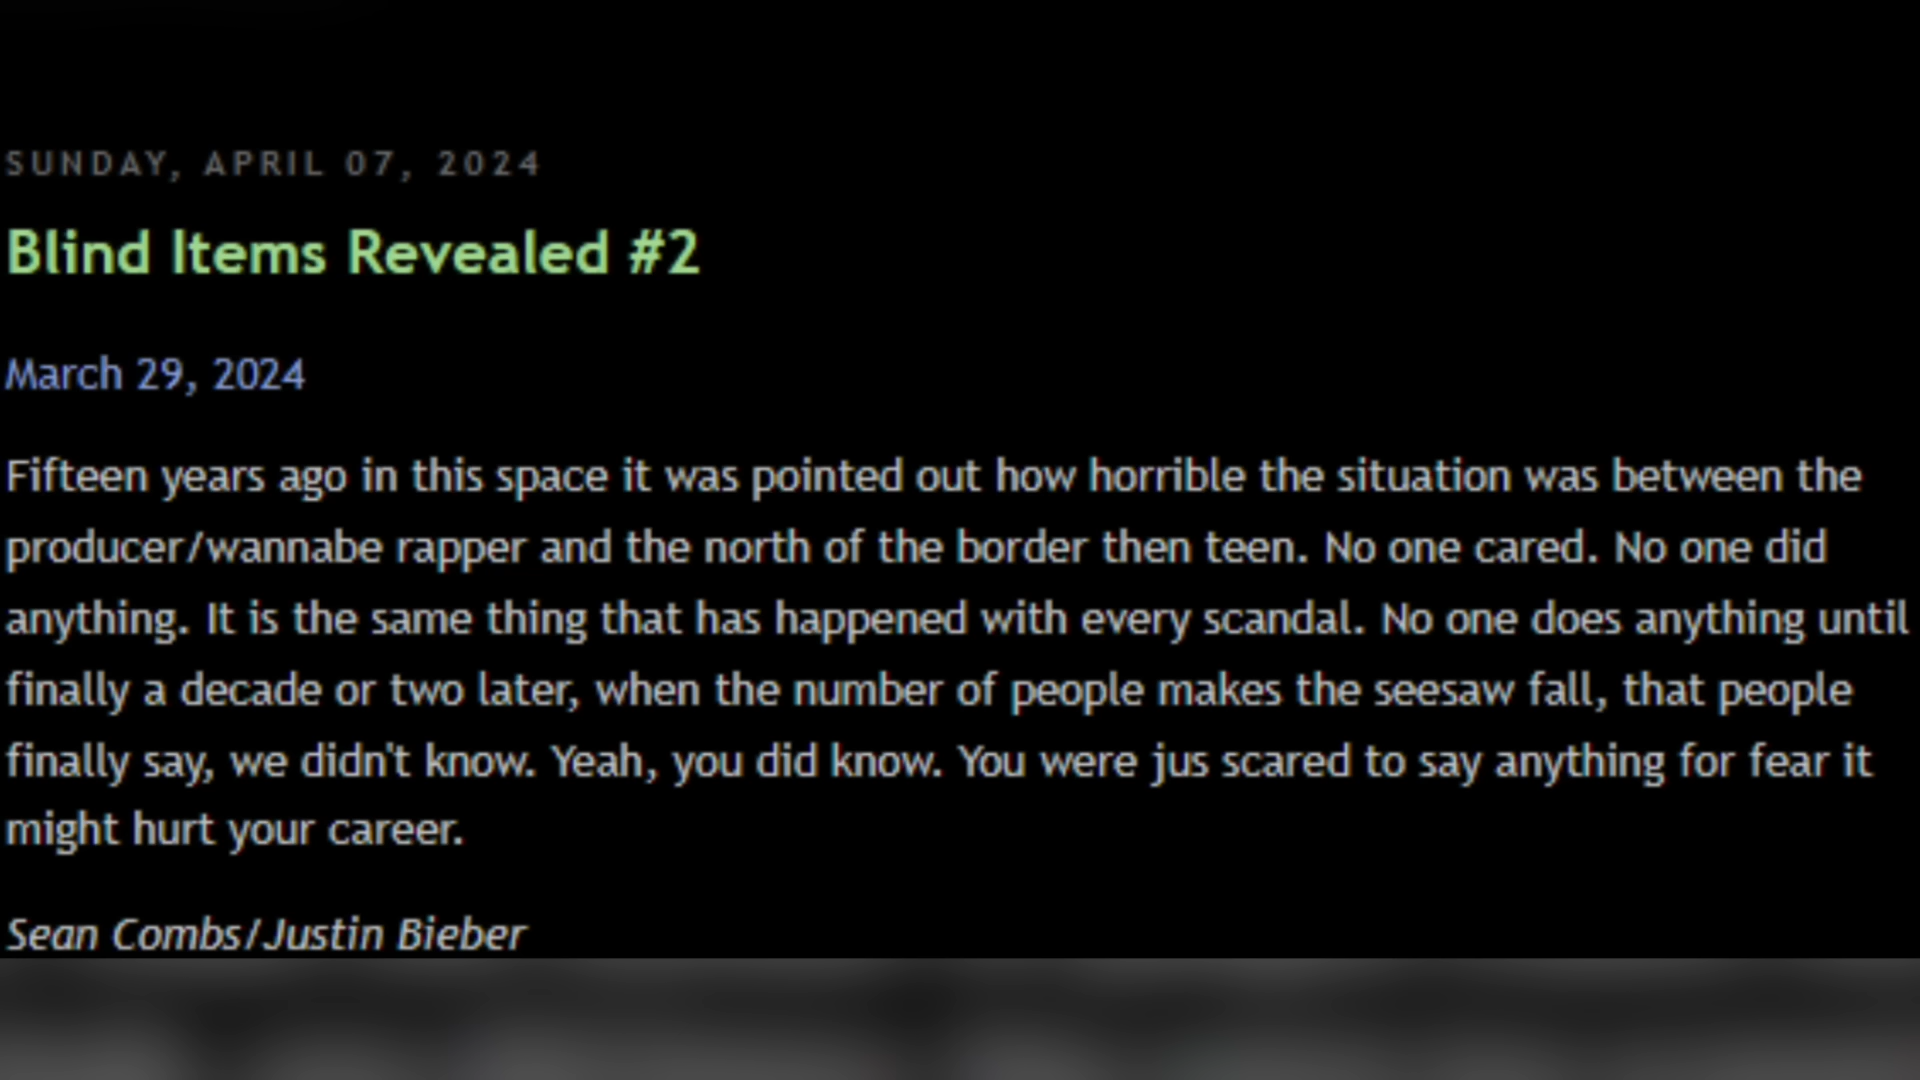 SUNDAY, APRIL 07, 2024
Blind Items Revealed #2
March 29, 2024
Fifteen years ago in this space it was pointed out how horrible the situation was between the
producer/wannabe rapper and the north of the border then teen. No one cared. No one did
anything. It is the same thing that has happened with every scandal. No one does anything until
finally a decade or two later, when the number of people makes the seesaw fall, that people
finally say, we didn't know. Yeah, you did know. You were jus scared to say anything for fear it
might hurt your career.
Sean Combs/Justin Bieber